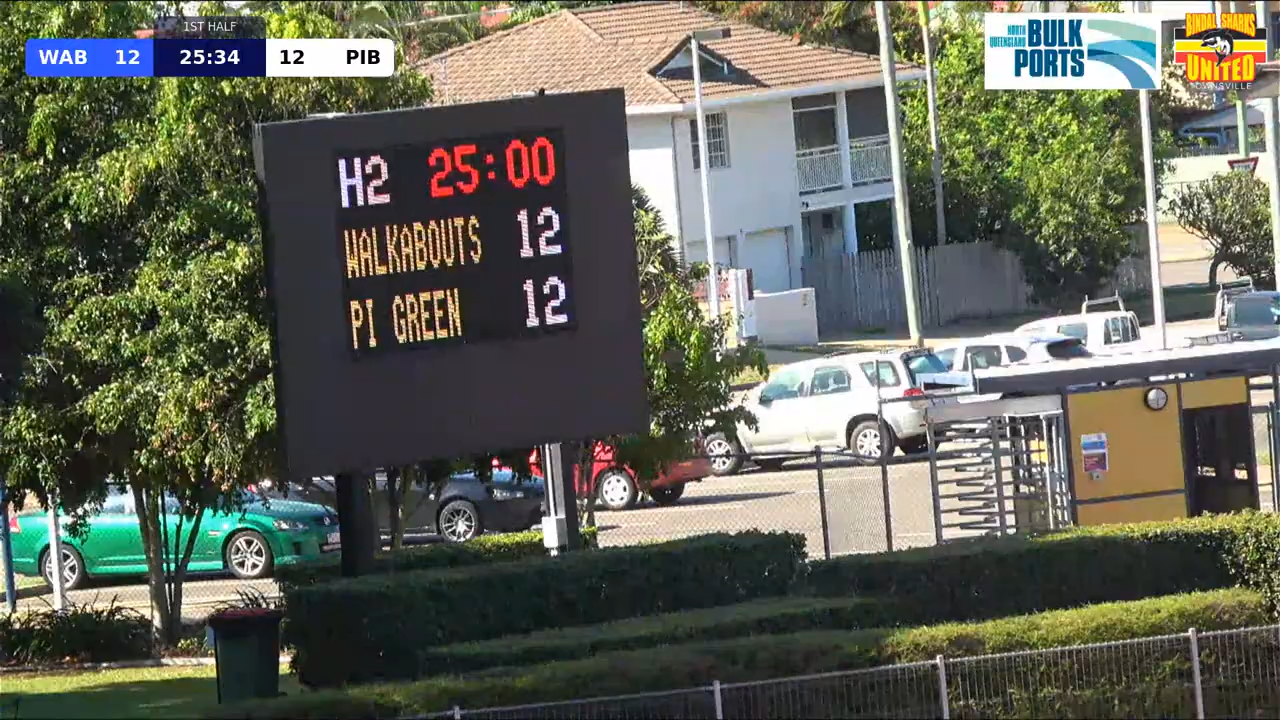 1ST HALF
WAB 12 25:34 12 PIB
NORTH QUEENSLAND BULK PORTS
BINDAL SHARKS
UNITED
TOWNSVILLE
H2 25:00
WALKABOUTS 12
PI GREEN 12